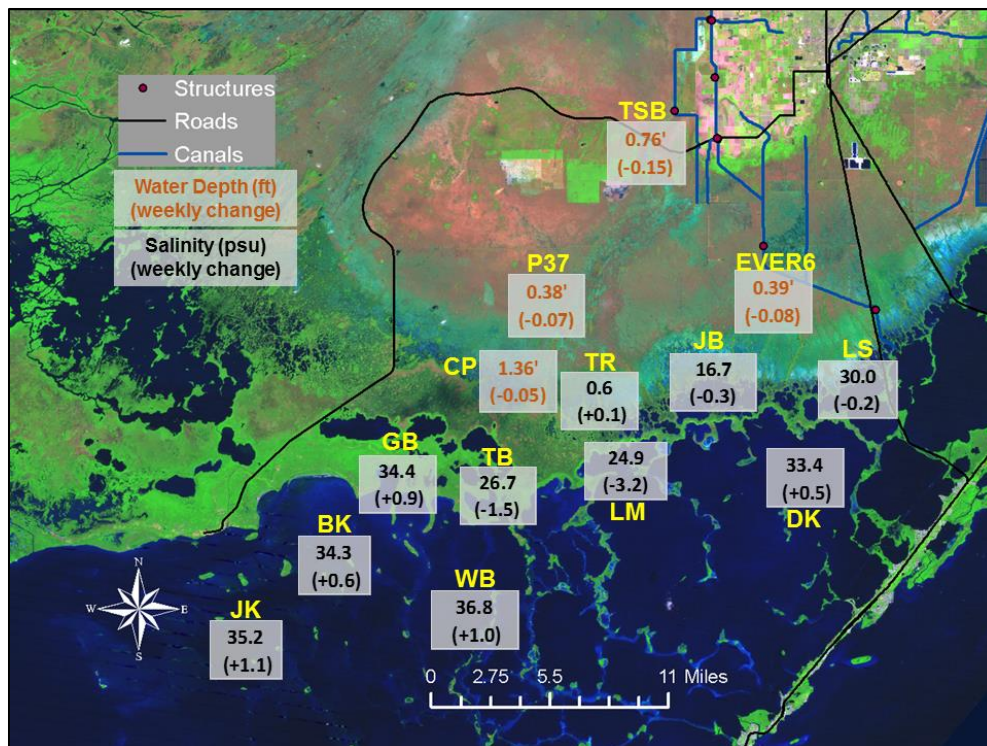 Structures
Roads
Canals
Water Depth (ft)
(weekly change)
Salinity (psu)
(weekly change)
TSB
0.76'
(-0.15)
P37
0.38'
(-0.07)
EVER6
0.39'
(-0.08)
CP
1.36'
(-0.05)
TR
0.6
(+0.1)
JB
16.7
(-0.3)
LS
30.0
(-0.2)
GB
34.4
(+0.9)
TB
26.7
(-1.5)
24.9
(-3.2)
LM
33.4
(+0.5)
DK
BK
34.3
(+0.6)
WB
36.8
(+1.0)
JK
35.2
(+1.1)
N
W E
S
0 2.75 5.5 11 Miles